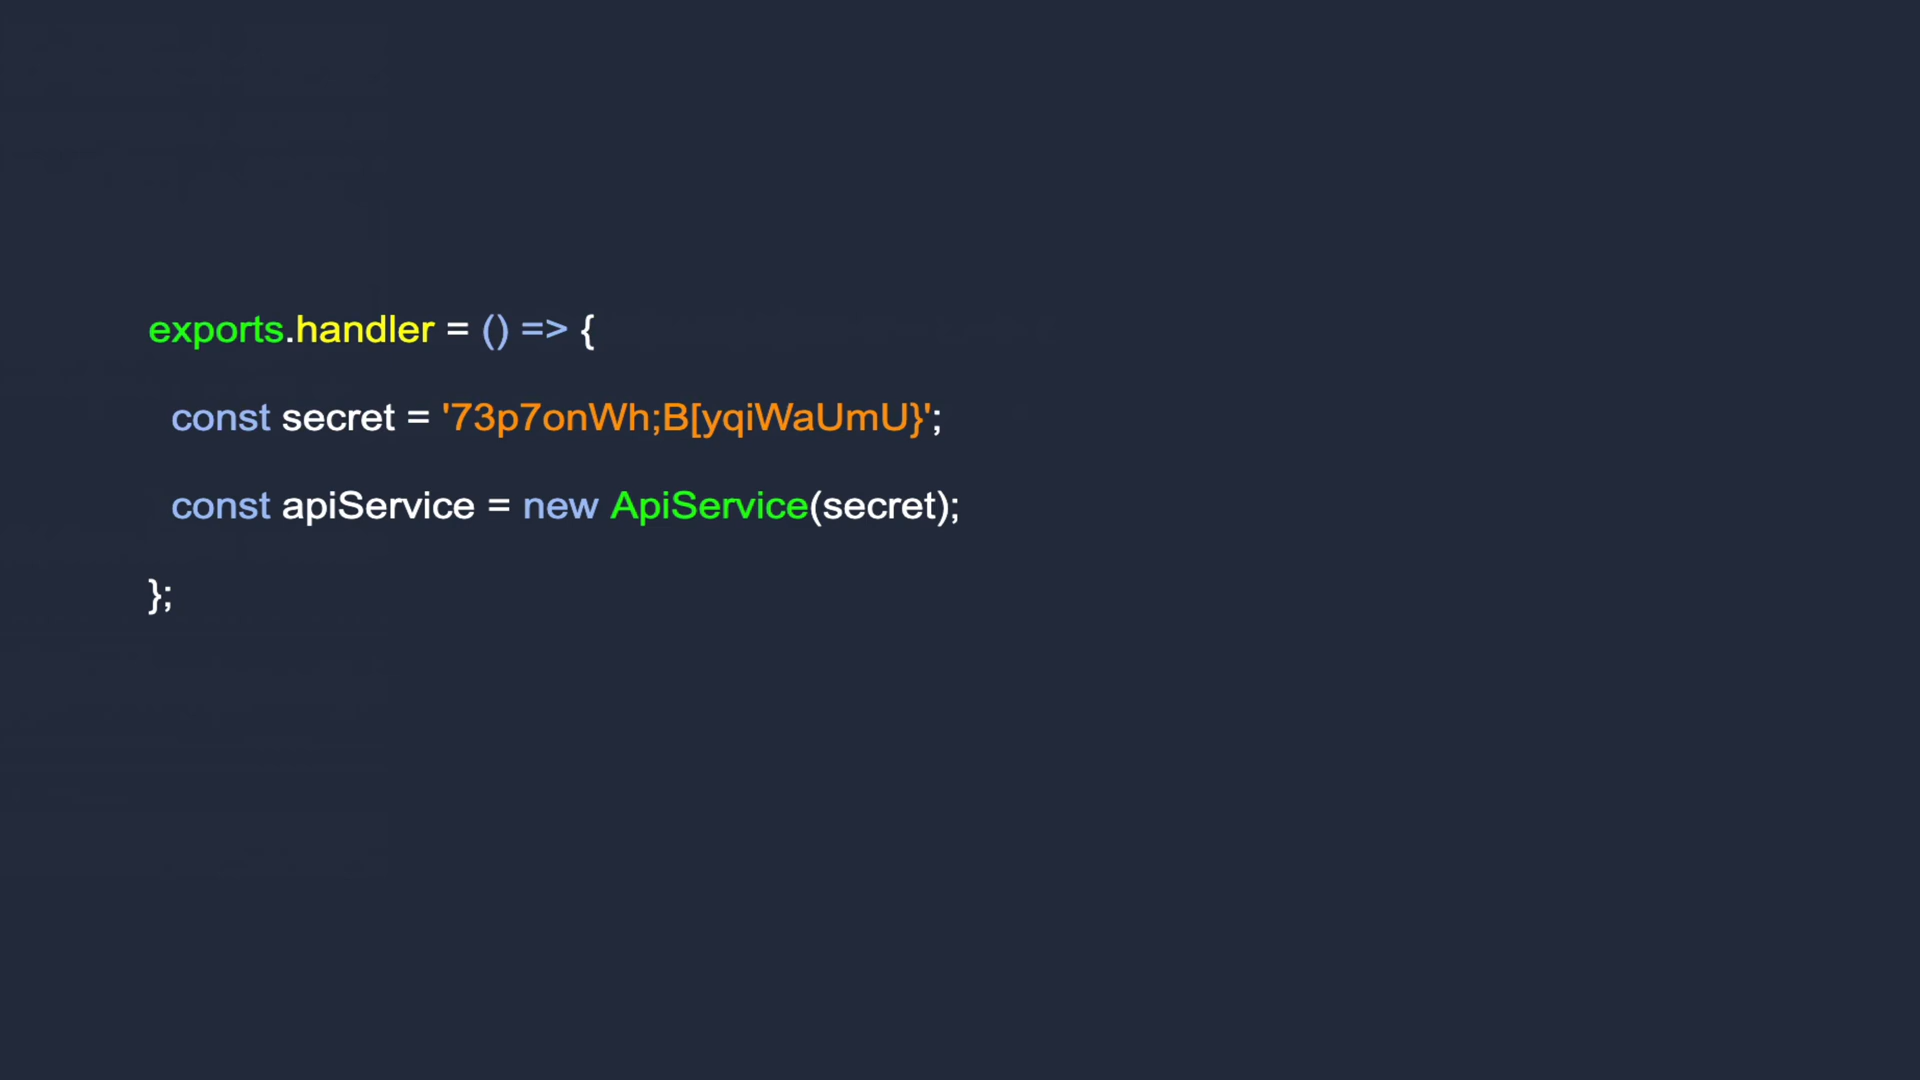 exports.handler = () => {
const secret = '73p7onWh;B[yqiWaUmU}';
const apiService = new ApiService(secret);
};